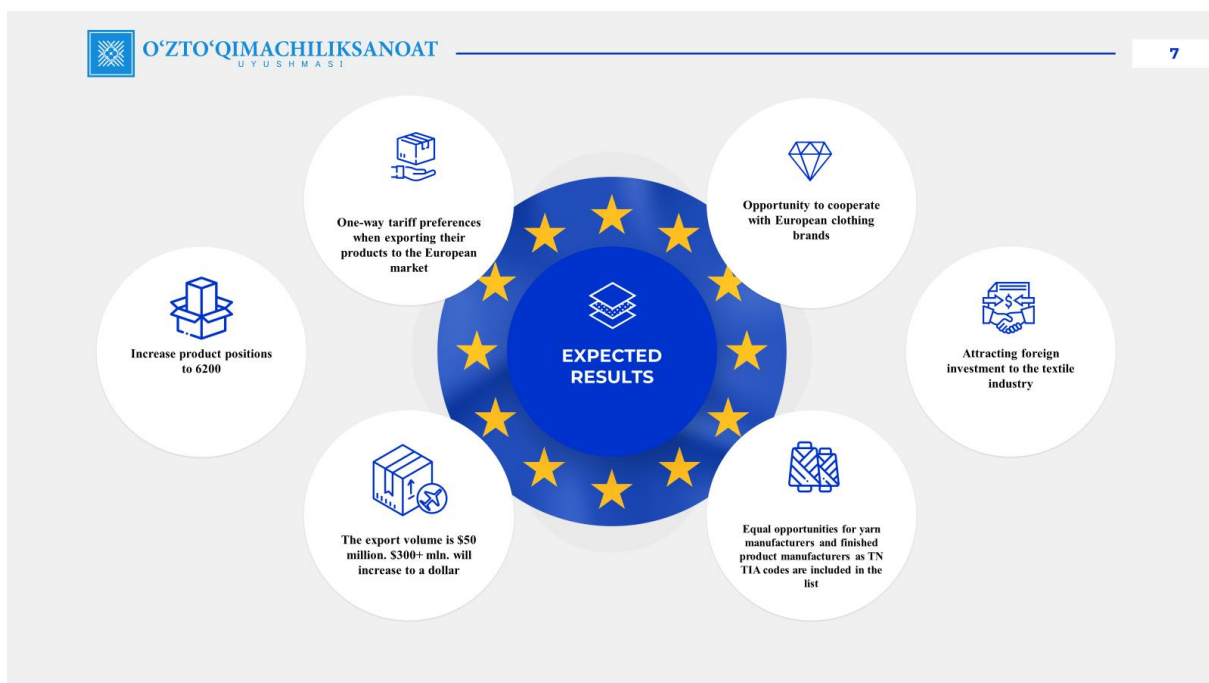 O‘ZTO‘QIMACHILIKSANOAT
UYUSHMASI
7
One-way tariff preferences
when exporting their
products to the European
market
Opportunity to cooperate
with European clothing
brands
Increase product positions
to 6200
EXPECTED
RESULTS
Attracting foreign
investment to the textile
industry
The export volume is $50
million. $300+ mln. will
increase to a dollar
Equal opportunities for yarn
manufacturers and finished
product manufacturers as TN
TIA codes are included in the
list